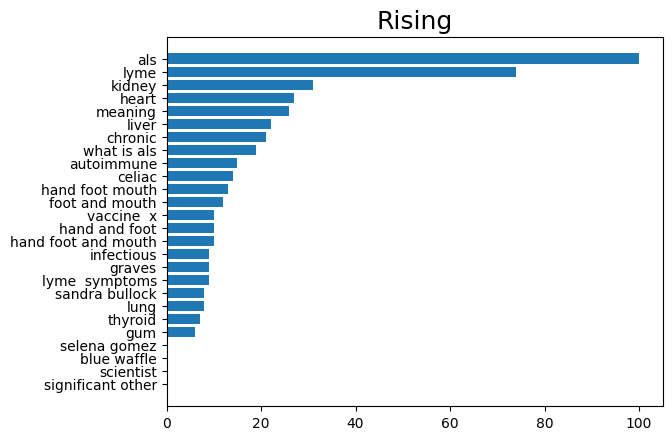 Rising
als
lyme
kidney
heart
meaning
liver
chronic
what is als
autoimmune
celiac
hand foot mouth
foot and mouth
vaccine  x
hand and foot
hand foot and mouth
infectious
graves
lyme  symptoms
sandra bullock
lung
thyroid
gum
selena gomez
blue waffle
scientist
significant other
0 20 40 60 80 100